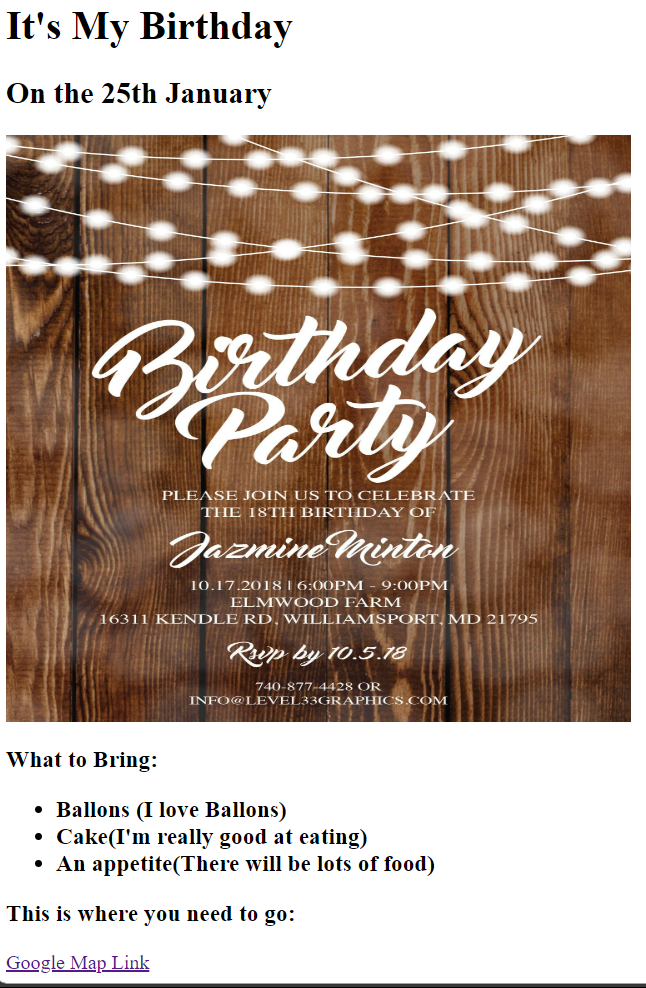 It's My Birthday
On the 25th January
Birthday
Party
PLEASE JOIN US TO CELEBRATE
THE 18TH BIRTHDAY OF
Jazmine Minton
10.17.2018 | 6:00PM - 9:00PM
ELMWOOD FARM
16311 KENDLE RD, WILLIAMSPORT, MD 21795
Rsvp by 10.5.18
740-877-4428 OR
INFO@LEVEL33GRAPHICS.COM
What to Bring:
• Ballons (I love Ballons)
• Cake(I'm really good at eating)
• An appetite(There will be lots of food)
This is where you need to go:
Google Map Link